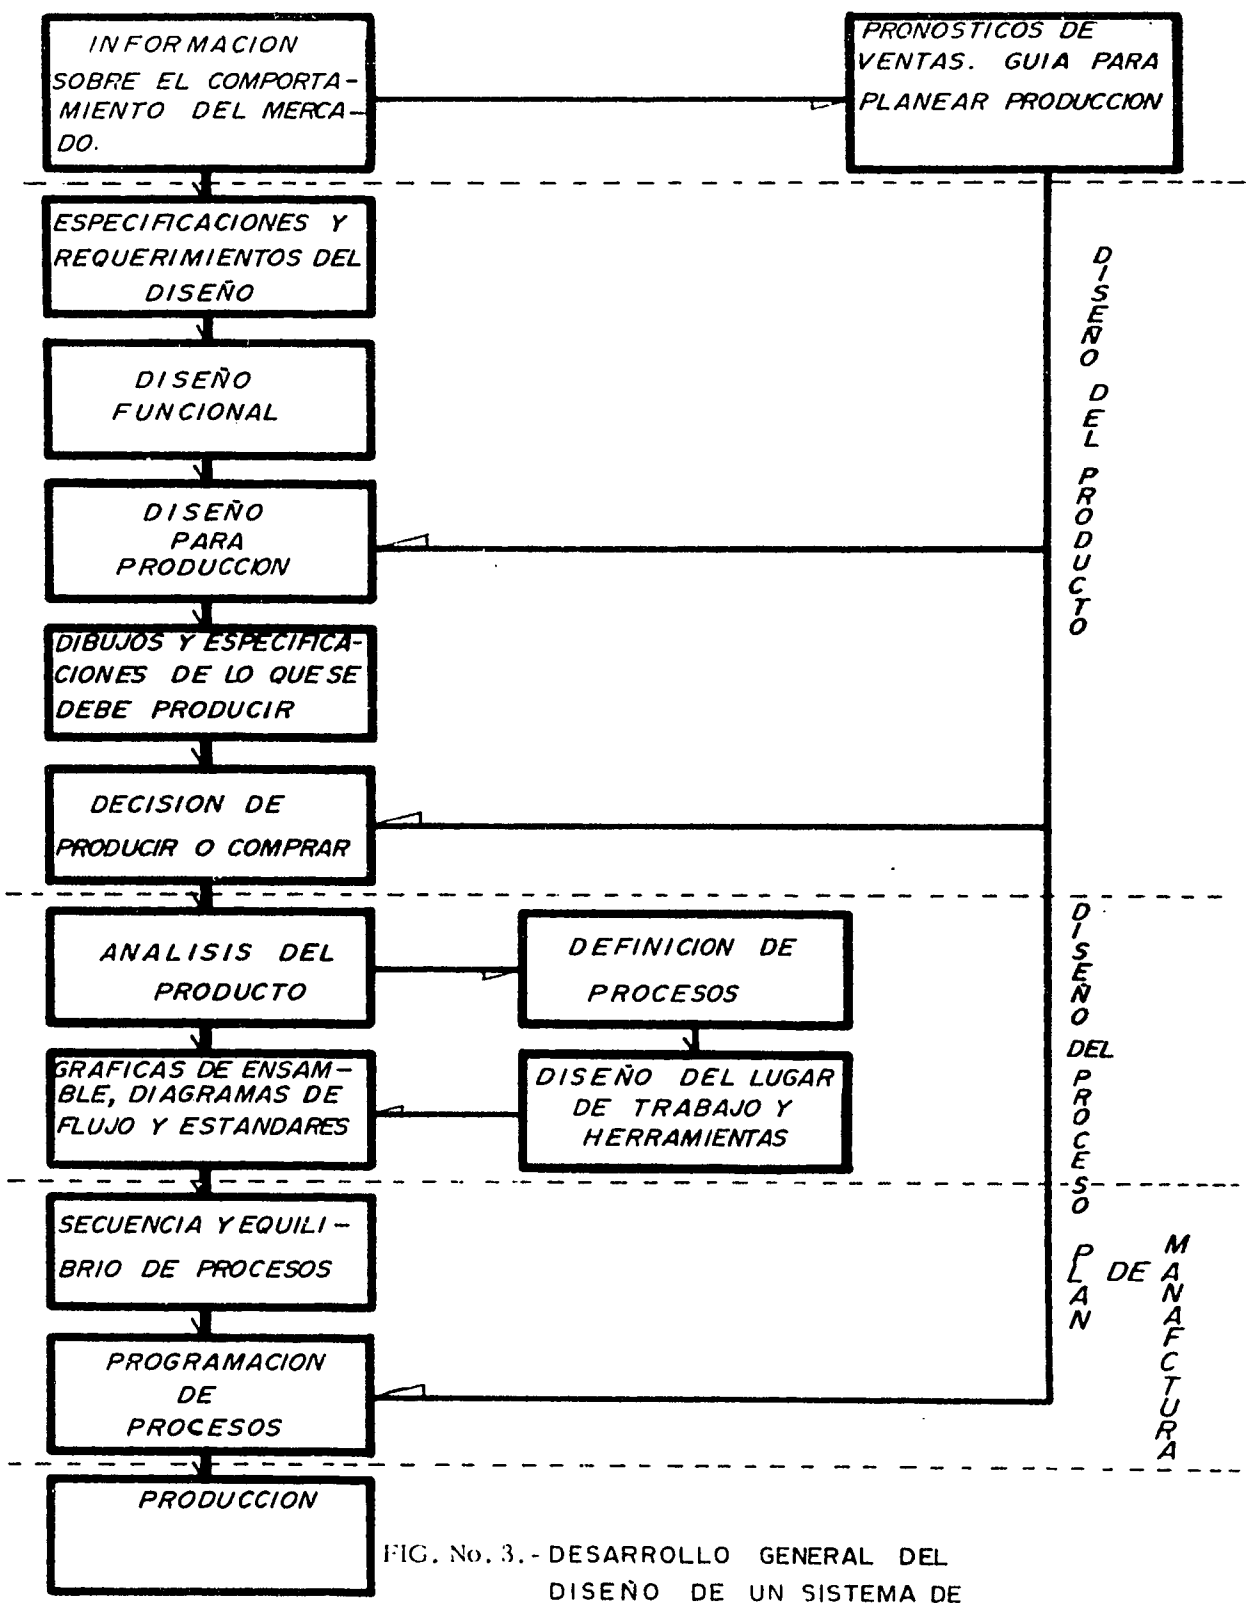 INFORMACION
SOBRE EL COMPORTA-
MIENTO DEL MERCA-
DO.
PRONOSTICOS DE
VENTAS. GUIA PARA
PLANEAR PRODUCCION
ESPECIFICACIONES Y
REQUERIMIENTOS DEL
DISEÑO
DISEÑO
FUNCIONAL
DISEÑO
PARA
PRODUCCION
DIBUJOS Y ESPECIFICA-
CIONES DE LO QUE SE
DEBE PRODUCIR
DECISION DE
PRODUCIR O COMPRAR
DISEÑO DEL PRODUCTO
ANALISIS DEL
PRODUCTO
DEFINICION DE
PROCESOS
GRAFICAS DE ENSAM-
BLE, DIAGRAMAS DE
FLUJO Y ESTANDARES
DISEÑO DEL LUGAR
DE TRABAJO Y
HERRAMIENTAS
DISEÑO DEL PROCESO
SECUENCIA Y EQUILI-
BRIO DE PROCESOS
PROGRAMACION
DE
PROCESOS
PLAN DE MANAFCTURA
PRODUCCION
FIG. No. 3.- DESARROLLO GENERAL DEL
DISEÑO DE UN SISTEMA DE